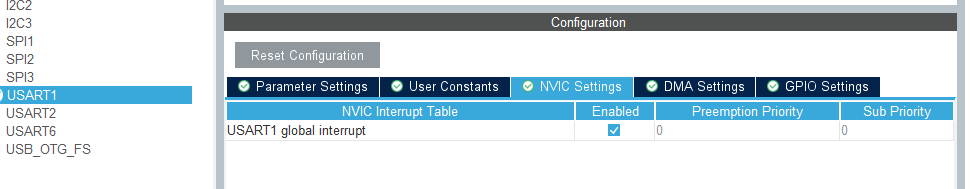 I2C2
I2C3
SPI1
SPI2
SPI3
USART1
USART2
USART6
USB_OTG_FS
Configuration
Reset Configuration
Parameter Settings User Constants NVIC Settings DMA Settings GPIO Settings
NVIC Interrupt Table Enabled Preemption Priority Sub Priority
USART1 global interrupt 0 0